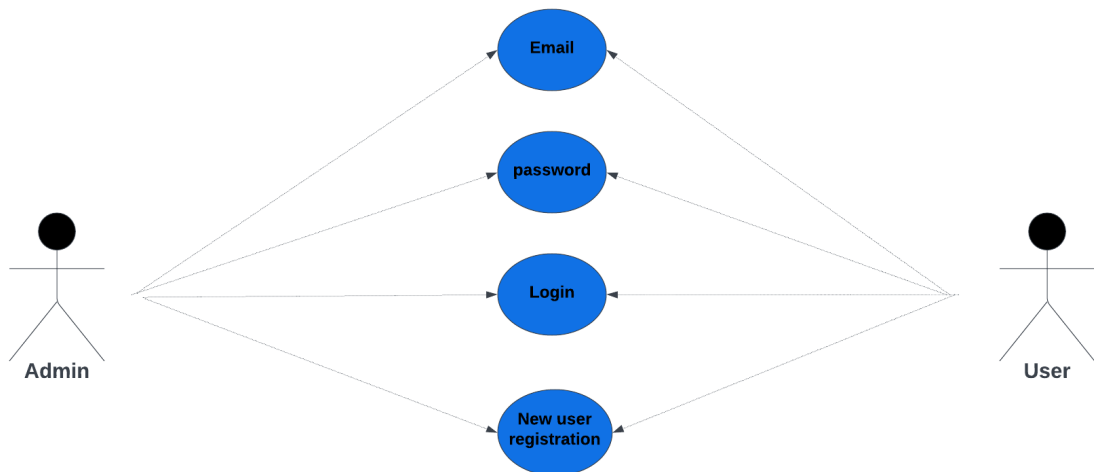 Email
password
Login
Admin
User
New user
registration